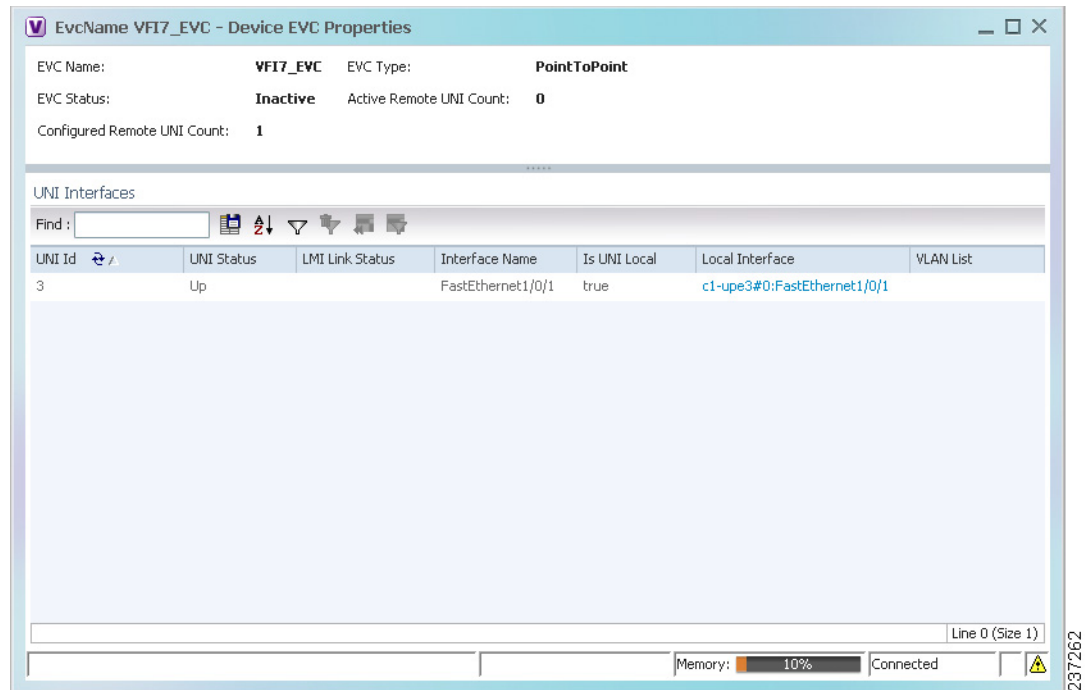 V EvcName VFI7_EVC - Device EVC Properties
EVC Name: VFI7_EVC EVC Type: PointToPoint
EVC Status: Inactive Active Remote UNI Count: 0
Configured Remote UNI Count: 1
UNI Interfaces
Find :
UNI Id UNI Status LMI Link Status Interface Name Is UNI Local Local Interface VLAN List
3 Up FastEthernet1/0/1 true c1-upe3#0:FastEthernet1/0/1
Line 0 (Size 1)
Memory: 10% Connected
237262